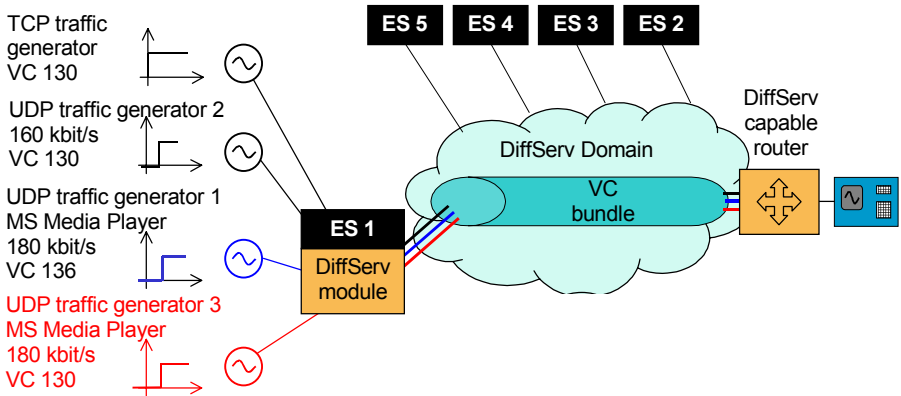 TCP traffic
generator
VC 130
UDP traffic generator 2
160 kbit/s
VC 130
UDP traffic generator 1
MS Media Player
180 kbit/s
VC 136
UDP traffic generator 3
MS Media Player
180 kbit/s
VC 130
ES 1
DiffServ
module
ES 5
ES 4
ES 3
ES 2
DiffServ Domain
VC
bundle
DiffServ
capable
router